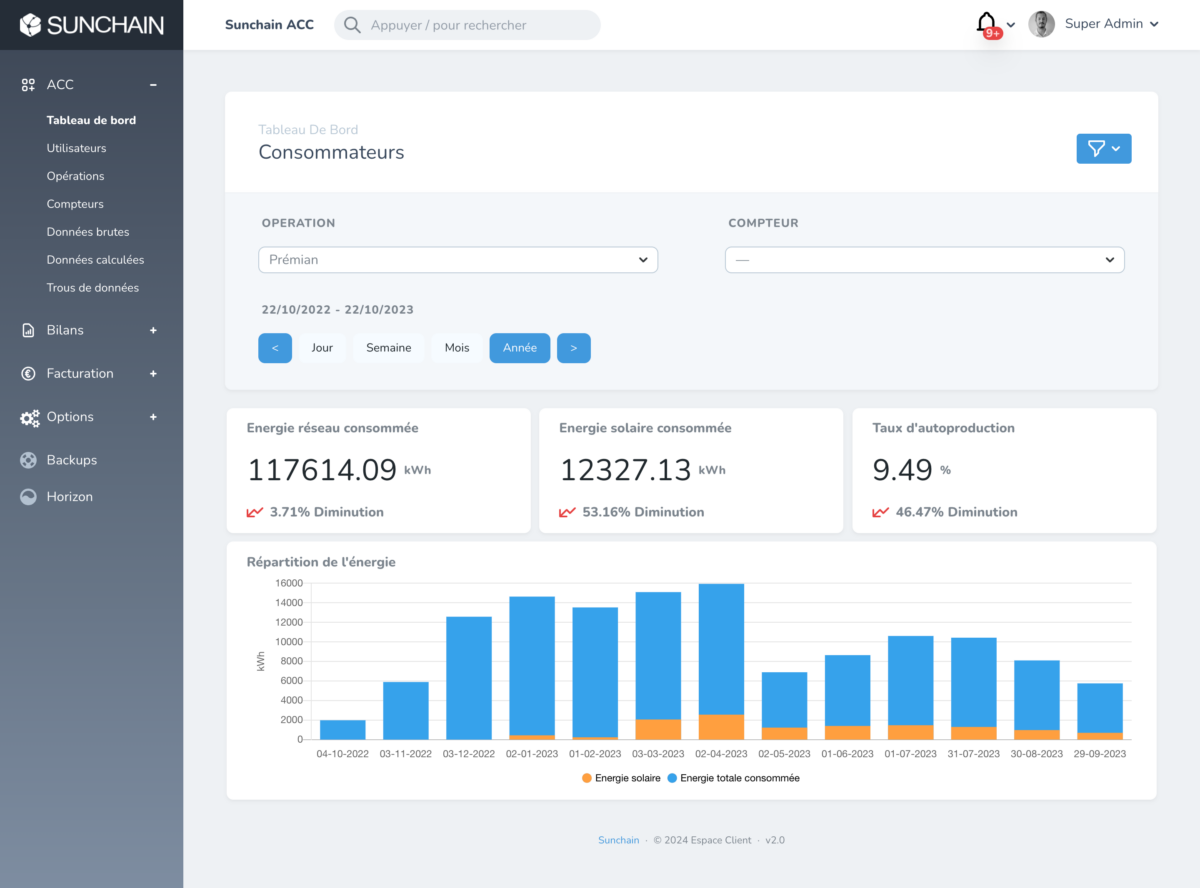 SUNCHAIN
Sunchain ACC
Appuyer / pour rechercher
9+
Super Admin
ACC
Tableau de bord
Utilisateurs
Opérations
Compteurs
Données brutes
Données calculées
Trous de données
Bilans
Facturation
Options
Backups
Horizon
Tableau De Bord
Consommateurs
OPERATION
COMPTEUR
Prémian
—
22/10/2022 - 22/10/2023
< Jour Semaine Mois Année >
Energie réseau consommée
117614.09 kWh
3.71% Diminution
Energie solaire consommée
12327.13 kWh
53.16% Diminution
Taux d'autoproduction
9.49 %
46.47% Diminution
Répartition de l'énergie
kWh
16000
14000
12000
10000
8000
6000
4000
2000
0
04-10-2022 03-11-2022 03-12-2022 02-01-2023 01-02-2023 03-03-2023 02-04-2023 02-05-2023 01-06-2023 01-07-2023 31-07-2023 30-08-2023 29-09-2023
Energie solaire Energie totale consommée
Sunchain · © 2024 Espace Client · v2.0